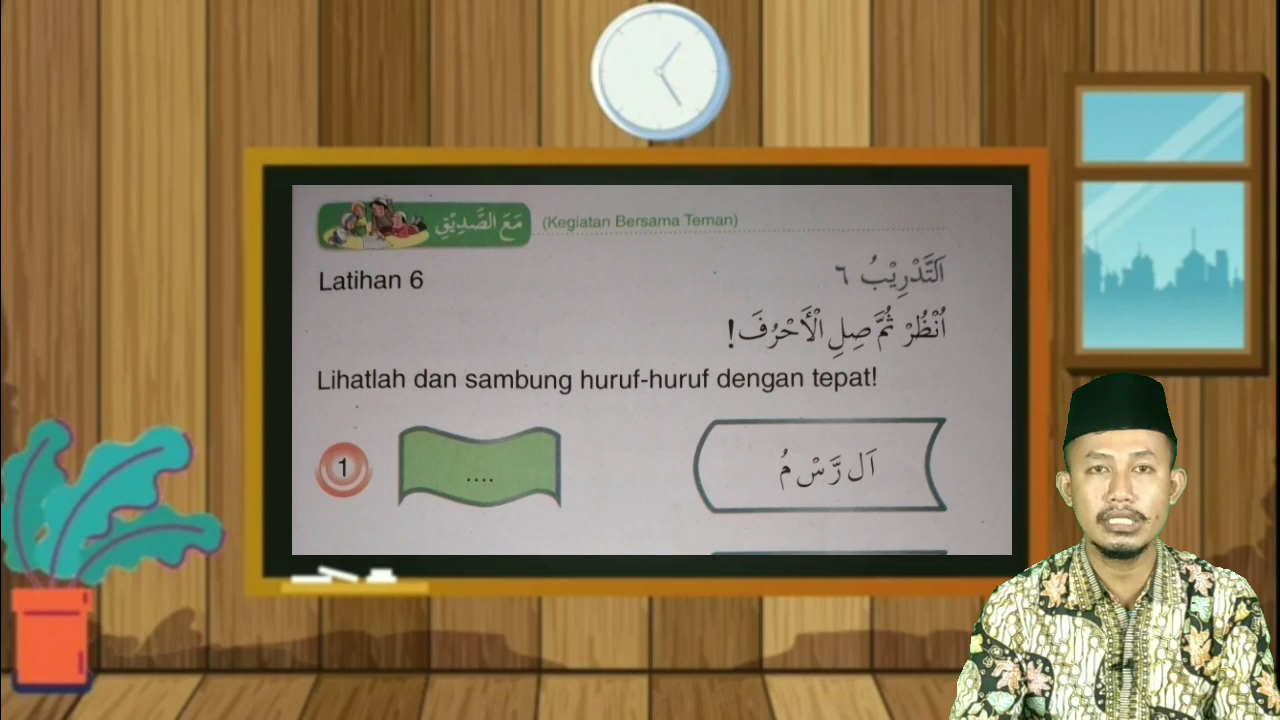 مَعَ الصَّدِيْقِ (Kegiatan Bersama Teman)
Latihan 6
اَلتَّدْرِيْبُ ٦
اُنْظُرْ ثُمَّ صِلِ الْأَحْرُفَ!
Lihatlah dan sambung huruf-huruf dengan tepat!
1
....
اَل رَّسْ مُ